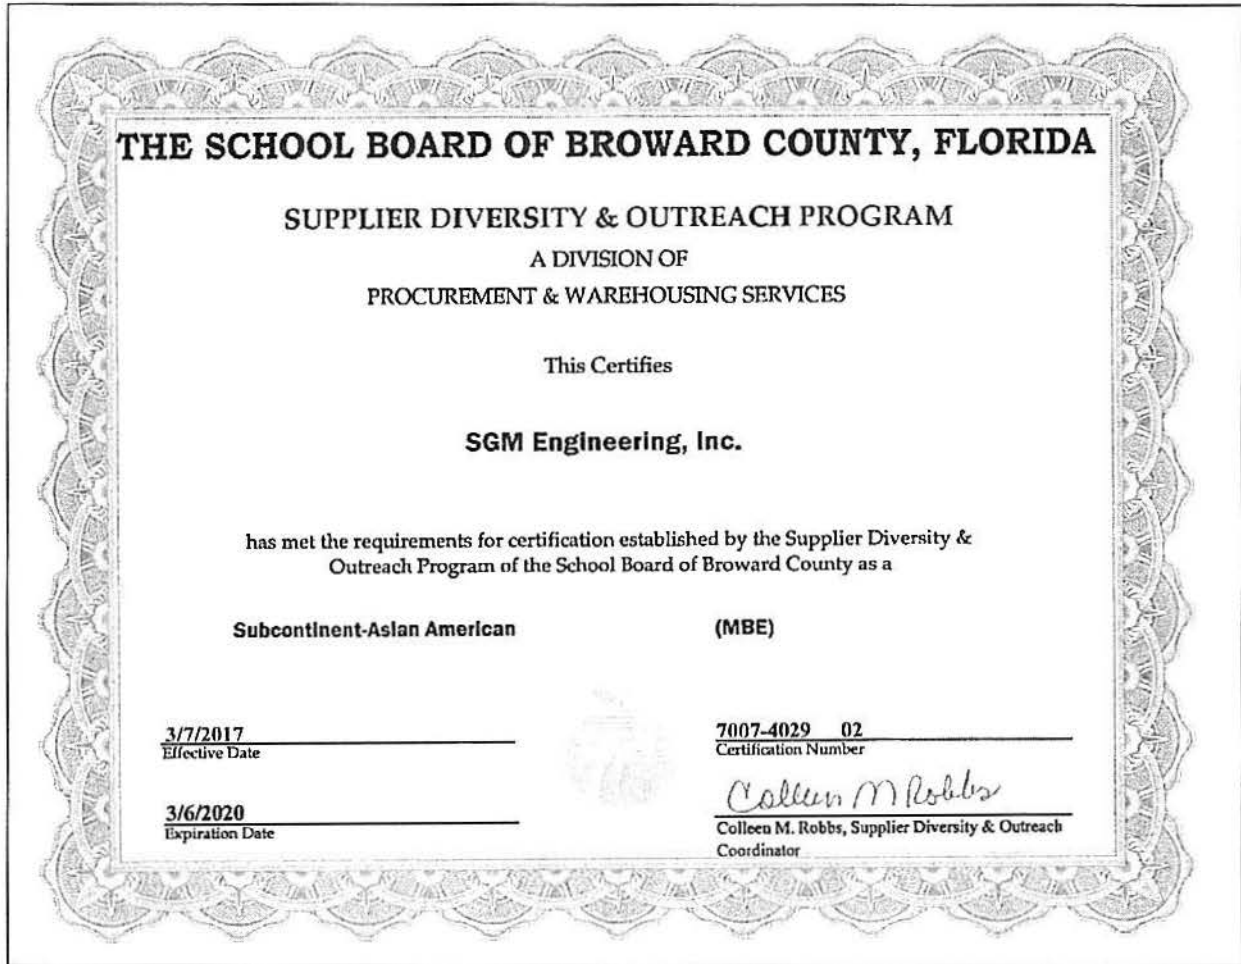 THE SCHOOL BOARD OF BROWARD COUNTY, FLORIDA
SUPPLIER DIVERSITY & OUTREACH PROGRAM
A DIVISION OF
PROCUREMENT & WAREHOUSING SERVICES
This Certifies
SGM Engineering, Inc.
has met the requirements for certification established by the Supplier Diversity &
Outreach Program of the School Board of Broward County as a
Subcontinent-Asian American (MBE)
3/7/2017
Effective Date
7007-4029 02
Certification Number
3/6/2020
Expiration Date
Colleen M Robbs
Colleen M. Robbs, Supplier Diversity & Outreach
Coordinator